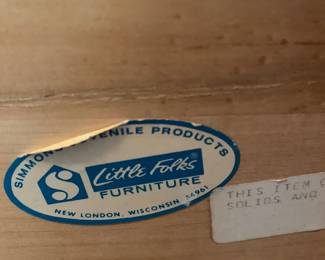 SIMMONS JUVENILE PRODUCTS
S
Little Folks®
FURNITURE
NEW LONDON, WISCONSIN 54961
THIS ITEM
SOLIDS AND